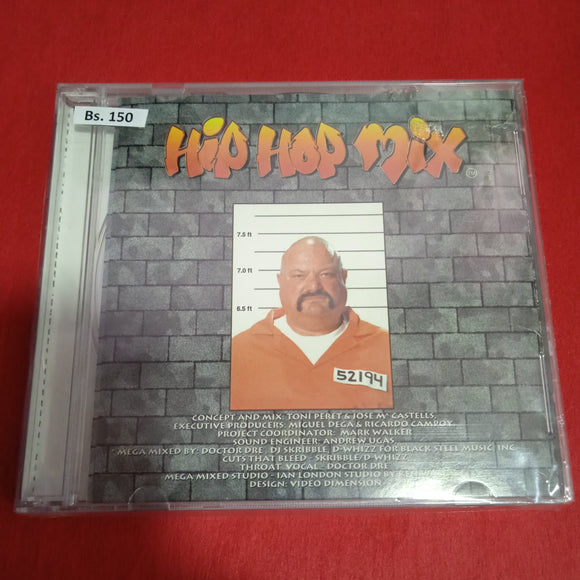 Bs. 150
HIP HOP MIX
TM
7.5 ft
7.0 ft
6.5 ft
52194
CONCEPT AND MIX: TONI PERET & JOSE Mª CASTELLS,
EXECUTIVE PRODUCERS: MIGUEL DEGA & RICARDO CAMPOY,
PROJECT COORDINATOR: MARK WALKER
SOUND ENGINEER: ANDREW UGAS
MEGA MIXED BY: DOCTOR DRE, DJ SKRIBBLE, D-WHIZZ FOR BLACK STEEL MUSIC, INC.
CUTS THAT BLEED - SKRIBBLE/D-WHIZZ,
THROAT VOCAL - DOCTOR DRE
MEGA MIXED STUDIO - IAN LONDON STUDIO
DESIGN: VIDEO DIMENSION